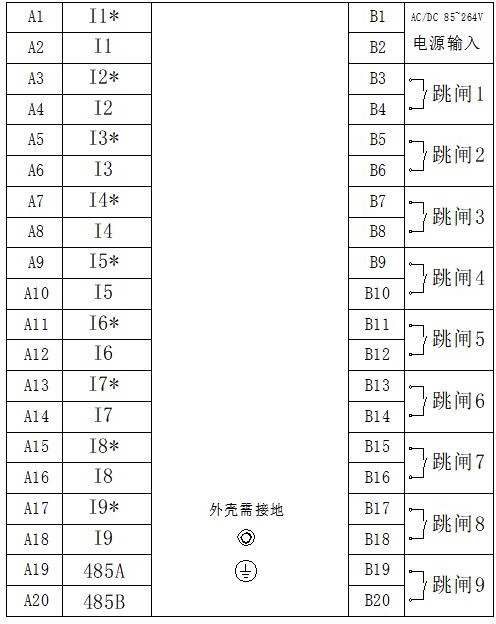 A1 I1* B1 AC/DC 85~264V
A2 I1 B2 电源输入
A3 I2* B3
跳闸1
A4 I2 B4
A5 I3* B5
跳闸2
A6 I3 B6
A7 I4* B7
跳闸3
A8 I4 B8
A9 I5* B9
跳闸4
A10 I5 B10
A11 I6* B11
跳闸5
A12 I6 B12
A13 I7* B13
跳闸6
A14 I7 B14
A15 I8* B15
跳闸7
A16 I8 B16
A17 I9* 外壳需接地 B17
跳闸8
A18 I9 B18
A19 485A B19
跳闸9
A20 485B B20